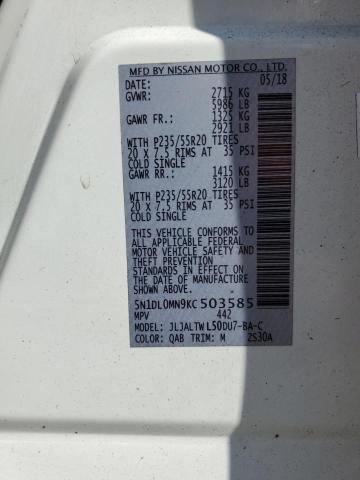 MFD BY NISSAN MOTOR CO., LTD.
DATE: 05/18
GVWR: 2715 KG
5986 LB
GAWR FR.: 1325 KG
2921 LB
WITH P235/55R20 TIRES
20 X 7.5 RIMS AT 35 PSI
COLD SINGLE
GAWR RR.: 1415 KG
3120 LB
WITH P235/55R20 TIRES
20 X 7.5 RIMS AT 35 PSI
COLD SINGLE
THIS VEHICLE CONFORMS TO ALL
APPLICABLE FEDERAL
MOTOR VEHICLE SAFETY AND
THEFT PREVENTION
STANDARDS IN EFFECT ON
THE DATE OF MANUFACTURE
SHOWN ABOVE.
5N1DL0MN9KC503585
MPV 442
MODEL: JLJALTWL50DU7-BA-C
COLOR: QAB TRIM: M ZS30A